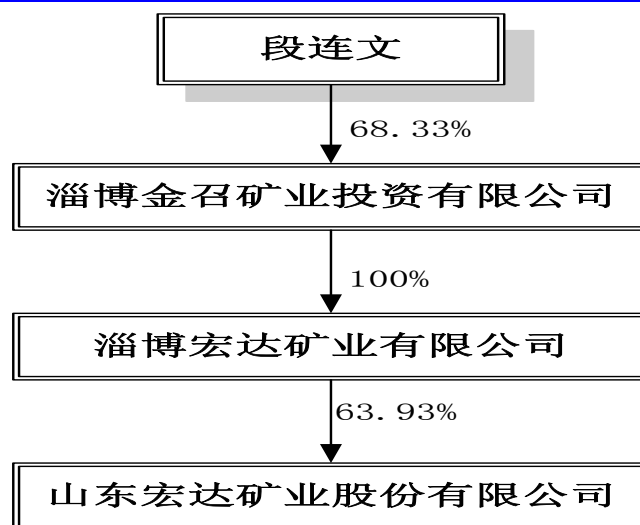 段连文
68.33%
淄博金召矿业投资有限公司
100%
淄博宏达矿业有限公司
63.93%
山东宏达矿业股份有限公司